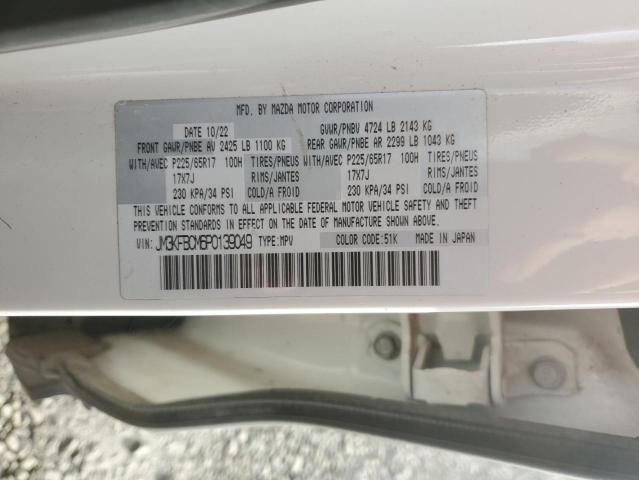 MFD. BY MAZDA MOTOR CORPORATION
DATE 10/22 GVWR/PNBV 4724 LB 2143 KG
FRONT GAWR/PNBE AV 2425 LB 1100 KG REAR GAWR/PNBE AR 2299 LB 1043 KG
WITH/AVEC P225/65R17 100H TIRES/PNEUS WITH/AVEC P225/65R17 100H TIRES/PNEUS
17X7J RIMS/JANTES 17X7J RIMS/JANTES
230 KPA/34 PSI COLD/A FROID 230 KPA/34 PSI COLD/A FROID
THIS VEHICLE CONFORMS TO ALL APPLICABLE FEDERAL MOTOR VEHICLE SAFETY AND THEFT
PREVENTION STANDARDS IN EFFECT ON THE DATE OF MANUFACTURE SHOWN ABOVE.
VIN: JM3KFBCM6P0139049 TYPE:MPV COLOR CODE:51K MADE IN JAPAN